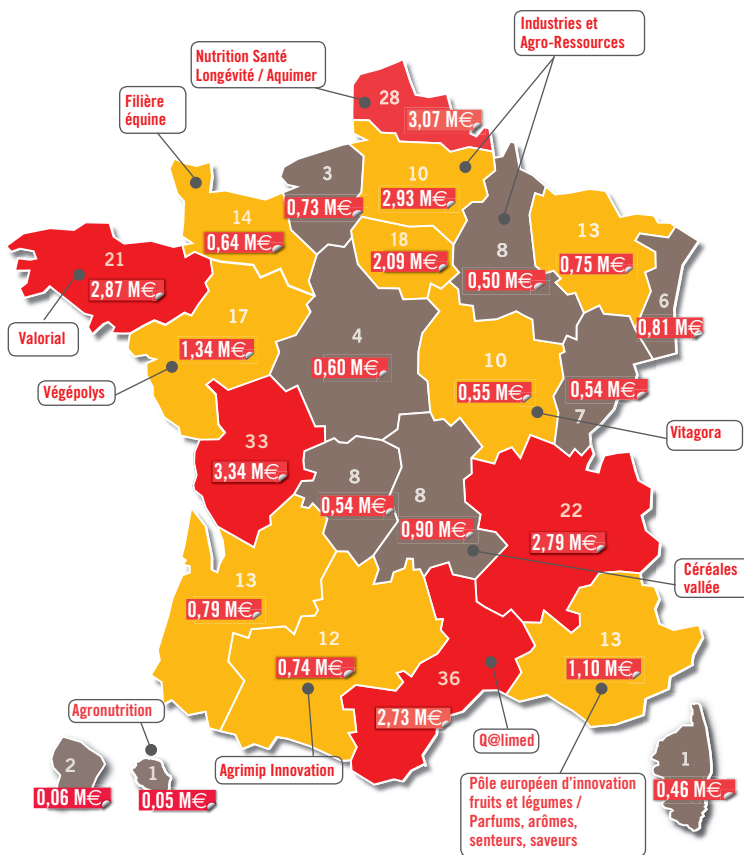 Industries et
Agro-Ressources
Nutrition Santé
Longévité / Aquimer
Filière
équine
28
3,07 M€
3
0,73 M€
10
2,93 M€
14
0,64 M€
18
2,09 M€
8
0,50 M€
13
0,75 M€
6
0,81 M€
21
2,87 M€
Valorial
17
1,34 M€
Végépolys
4
0,60 M€
10
0,55 M€
0,54 M€
7
Vitagora
33
3,34 M€
8
0,54 M€
8
0,90 M€
22
2,79 M€
Céréales
vallée
13
0,79 M€
12
0,74 M€
36
2,73 M€
13
1,10 M€
Agronutrition
2
0,06 M€
1
0,05 M€
Agrimip Innovation
Q@limed
Pôle européen d’innovation
fruits et légumes /
Parfums, arômes,
senteurs, saveurs
1
0,46 M€